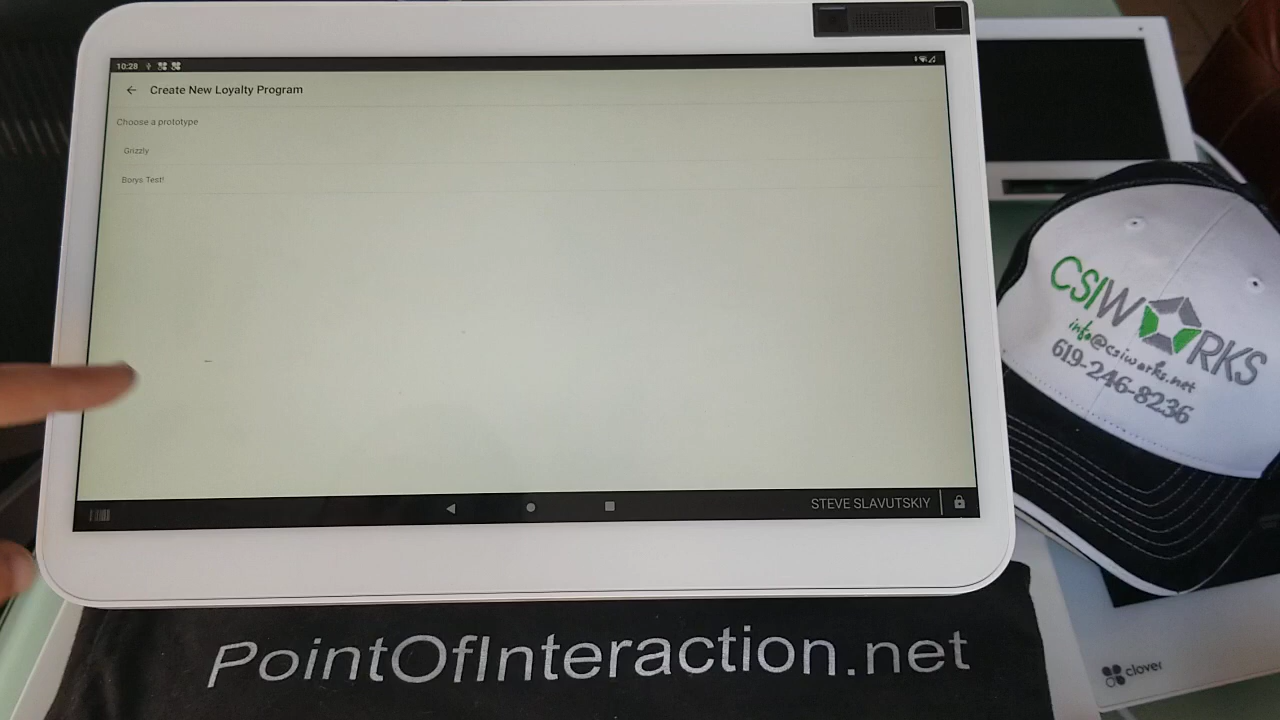 10:28
Create New Loyalty Program
Choose a prototype
Grizzly
Borys Test!
STEVE SLAVUTSKIY
CSIWORKS
info@csiworks.net
619-246-8236
PointOfInteraction.net
clover